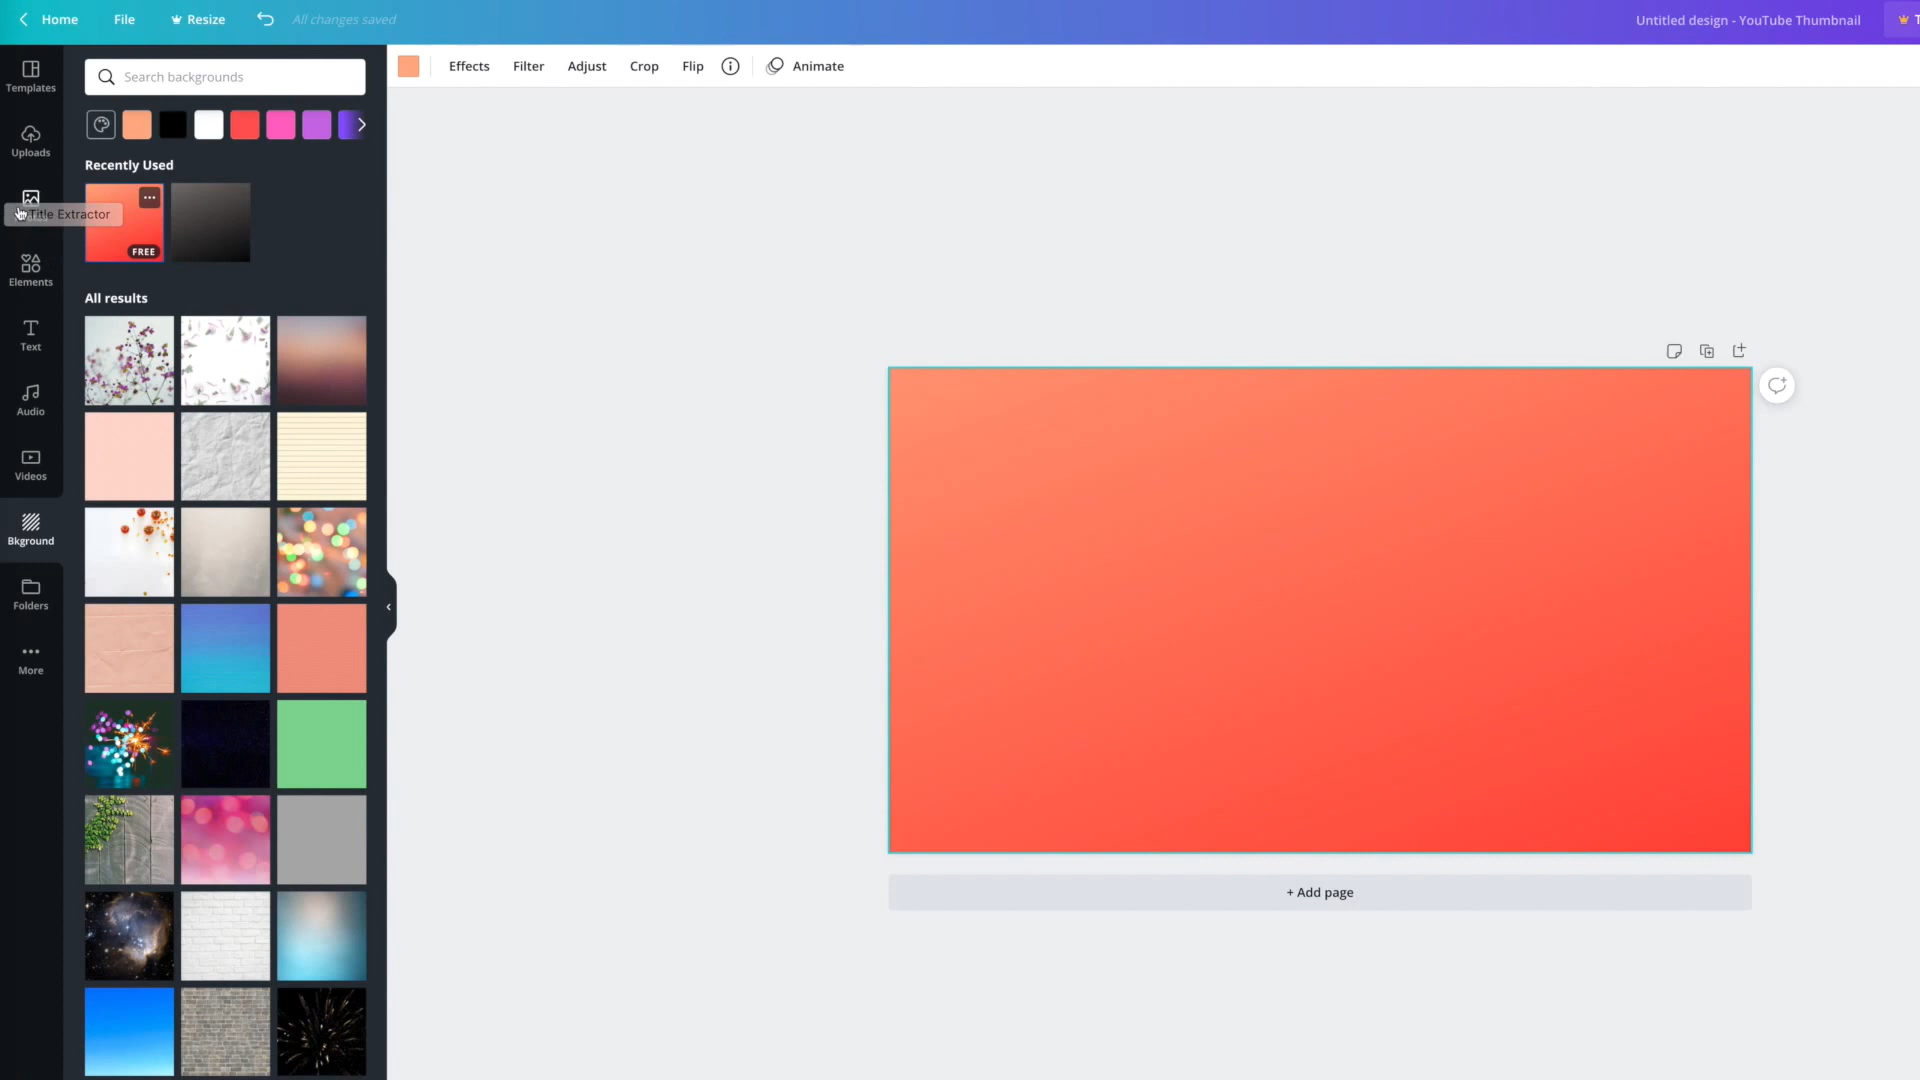 Home
File
Resize
All changes saved
Untitled design - YouTube Thumbnail
Templates
Uploads
Elements
Text
Audio
Videos
Bkground
Folders
More
Search backgrounds
Recently Used
Title Extractor
FREE
All results
Effects
Filter
Adjust
Crop
Flip
Animate
+ Add page